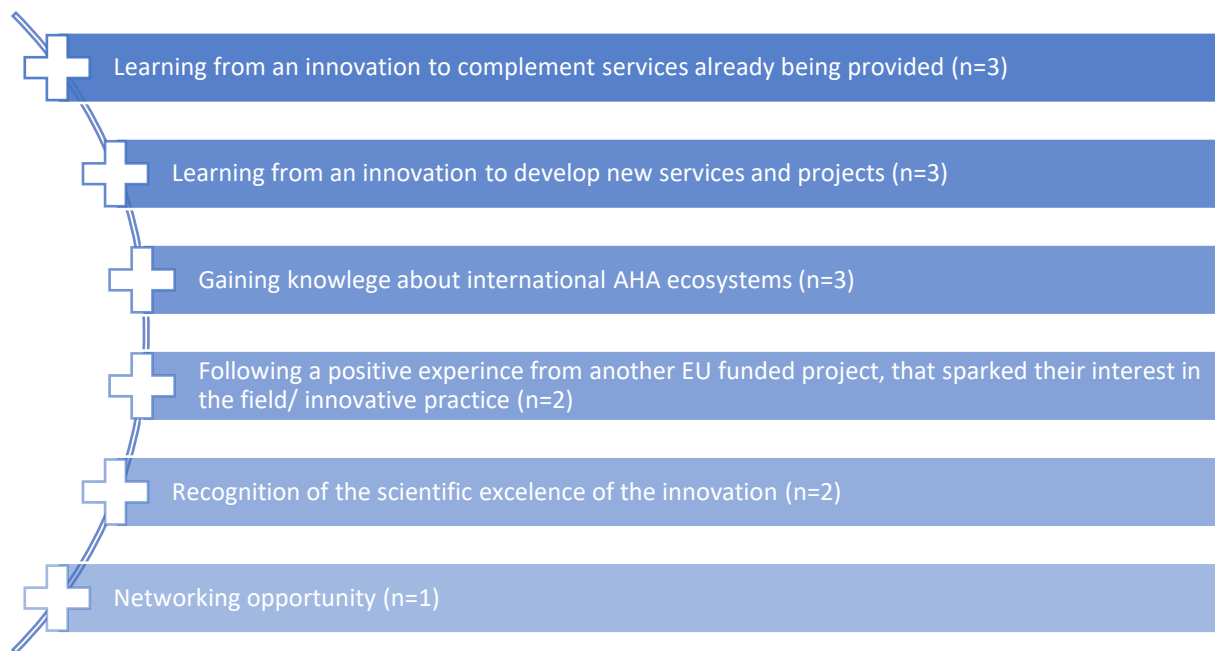 Learning from an innovation to complement services already being provided (n=3)
Learning from an innovation to develop new services and projects (n=3)
Gaining knowlege about international AHA ecosystems (n=3)
Following a positive experince from another EU funded project, that sparked their interest in
the field/ innovative practice (n=2)
Recognition of the scientific excelence of the innovation (n=2)
Networking opportunity (n=1)